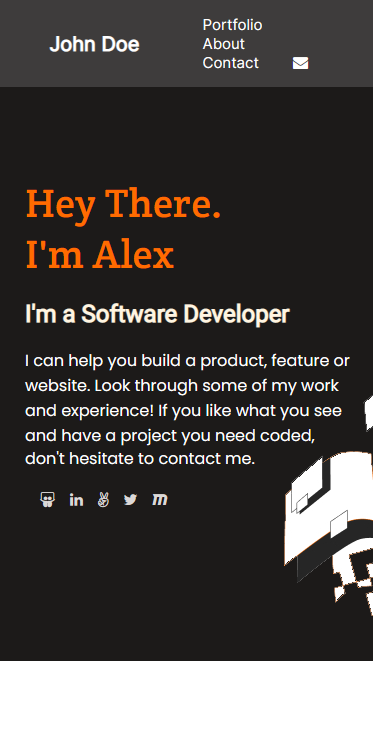 John Doe
Portfolio
About
Contact
Hey There.
I'm Alex
I'm a Software Developer
I can help you build a product, feature or
website. Look through some of my work
and experience! If you like what you see
and have a project you need coded,
don't hesitate to contact me.